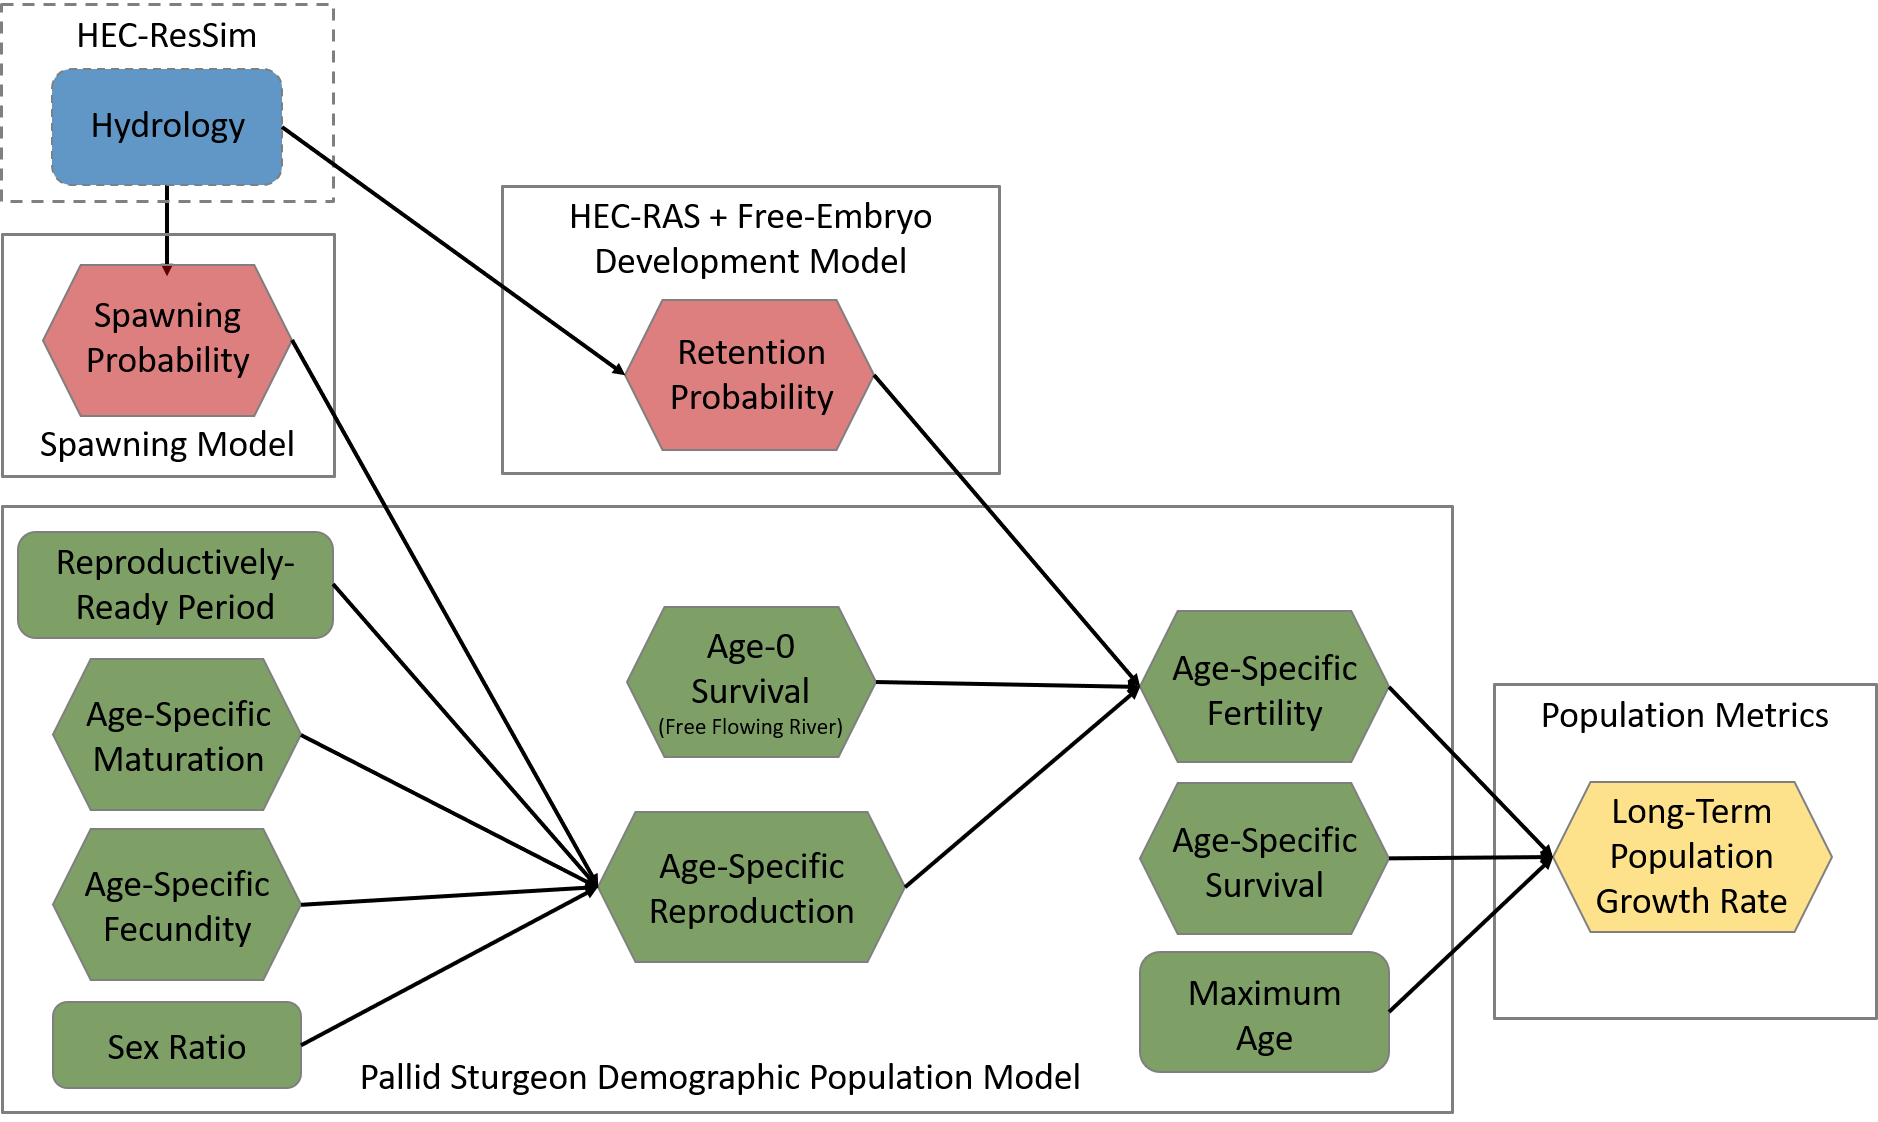 HEC-ResSim
Hydrology
Spawning
Probability
Spawning Model
HEC-RAS + Free-Embryo
Development Model
Retention
Probability
Reproductively-
Ready Period
Age-Specific
Maturation
Age-Specific
Fecundity
Sex Ratio
Age-0
Survival
(Free Flowing River)
Age-Specific
Reproduction
Age-Specific
Fertility
Age-Specific
Survival
Maximum
Age
Pallid Sturgeon Demographic Population Model
Population Metrics
Long-Term
Population
Growth Rate